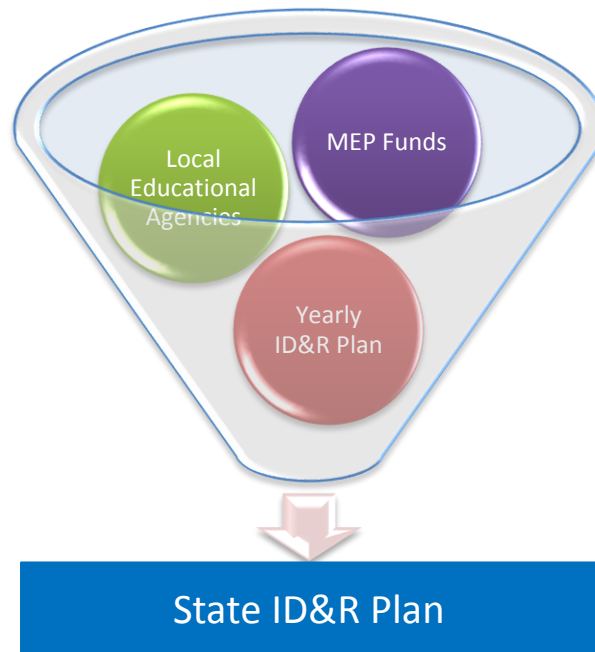 MEP Funds
Local
Educational
Agencies
Yearly
ID&R Plan
State ID&R Plan